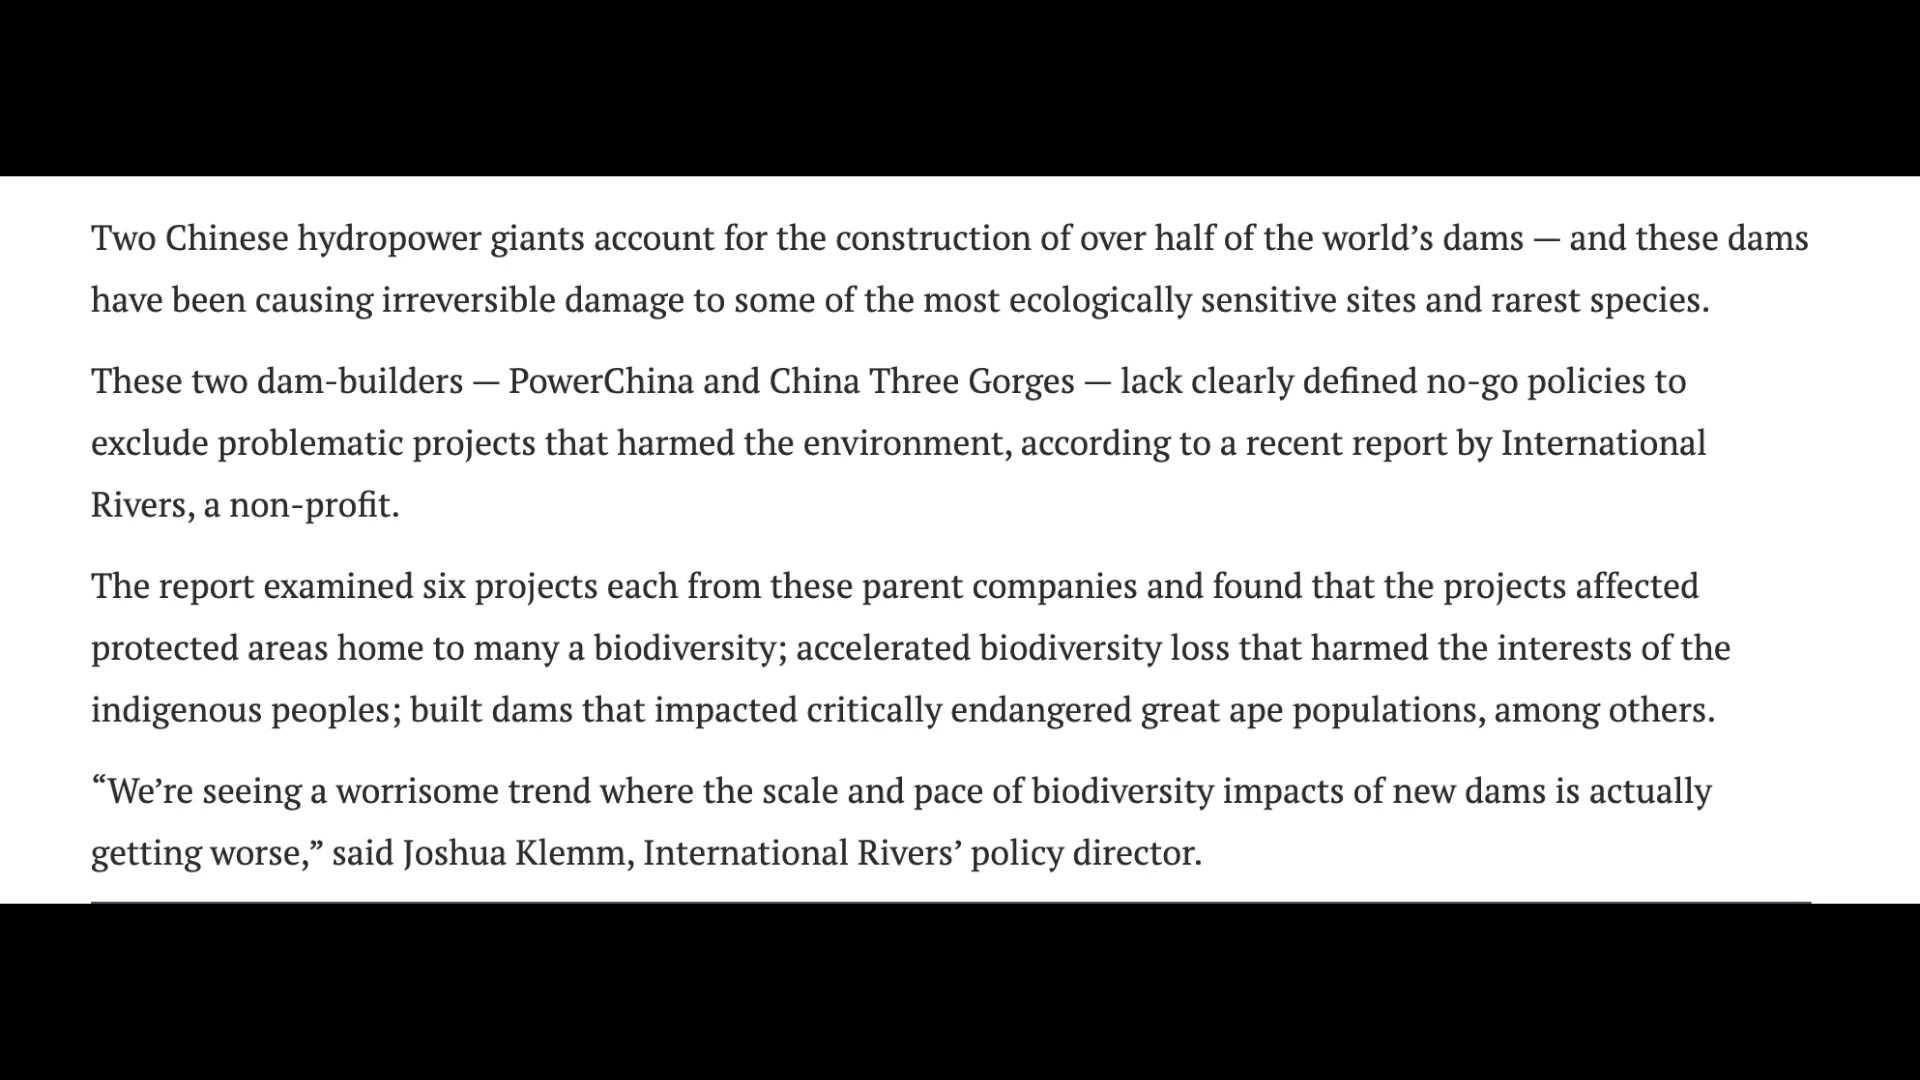 Two Chinese hydropower giants account for the construction of over half of the world’s dams — and these dams
have been causing irreversible damage to some of the most ecologically sensitive sites and rarest species.
These two dam-builders — PowerChina and China Three Gorges — lack clearly defined no-go policies to
exclude problematic projects that harmed the environment, according to a recent report by International
Rivers, a non-profit.
The report examined six projects each from these parent companies and found that the projects affected
protected areas home to many a biodiversity; accelerated biodiversity loss that harmed the interests of the
indigenous peoples; built dams that impacted critically endangered great ape populations, among others.
“We’re seeing a worrisome trend where the scale and pace of biodiversity impacts of new dams is actually
getting worse,” said Joshua Klemm, International Rivers’ policy director.